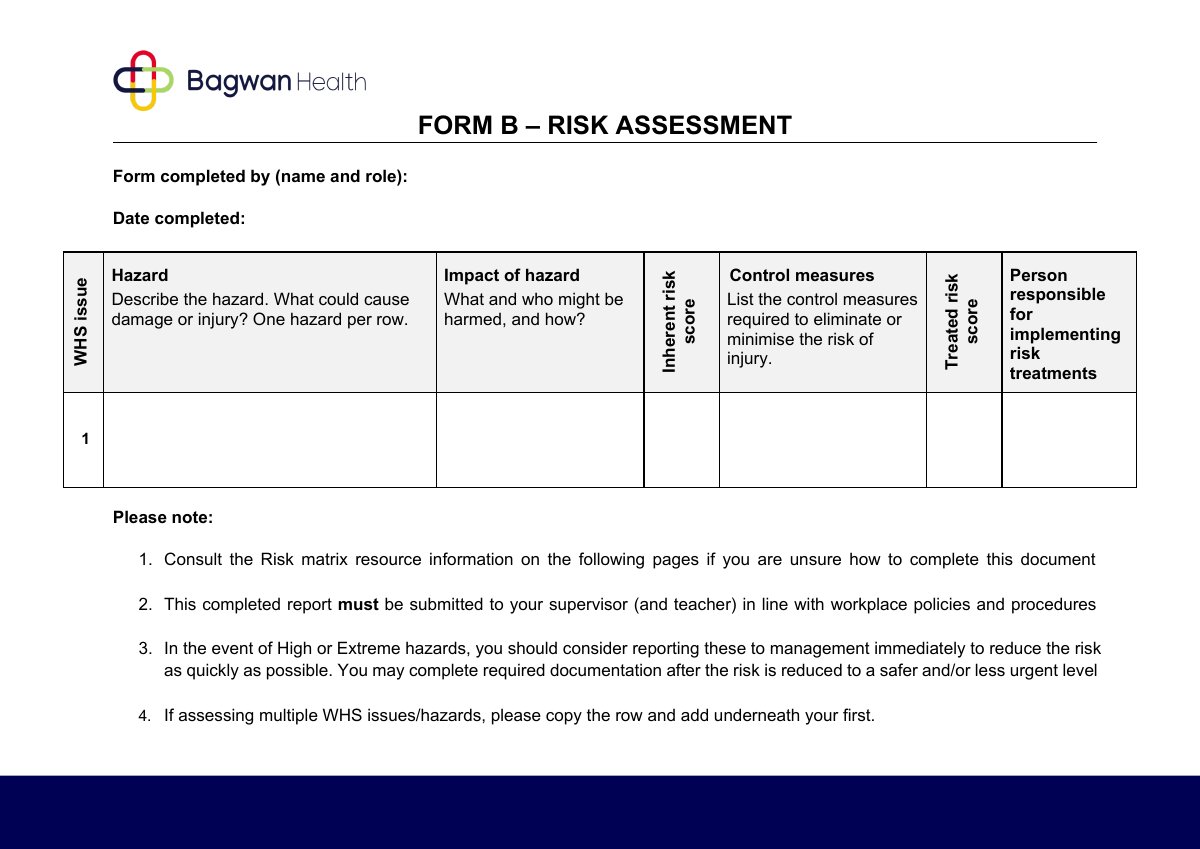 Bagwan Health
FORM B – RISK ASSESSMENT
Form completed by (name and role):
Date completed:
WHS issue
Hazard
Describe the hazard. What could cause
damage or injury? One hazard per row.
Impact of hazard
What and who might be
harmed, and how?
Inherent risk
score
Control measures
List the control measures
required to eliminate or
minimise the risk of
injury.
Treated risk
score
Person
responsible
for
implementing
risk
treatments
1
Please note:
1. Consult the Risk matrix resource information on the following pages if you are unsure how to complete this document
2. This completed report must be submitted to your supervisor (and teacher) in line with workplace policies and procedures
3. In the event of High or Extreme hazards, you should consider reporting these to management immediately to reduce the risk
as quickly as possible. You may complete required documentation after the risk is reduced to a safer and/or less urgent level
4. If assessing multiple WHS issues/hazards, please copy the row and add underneath your first.